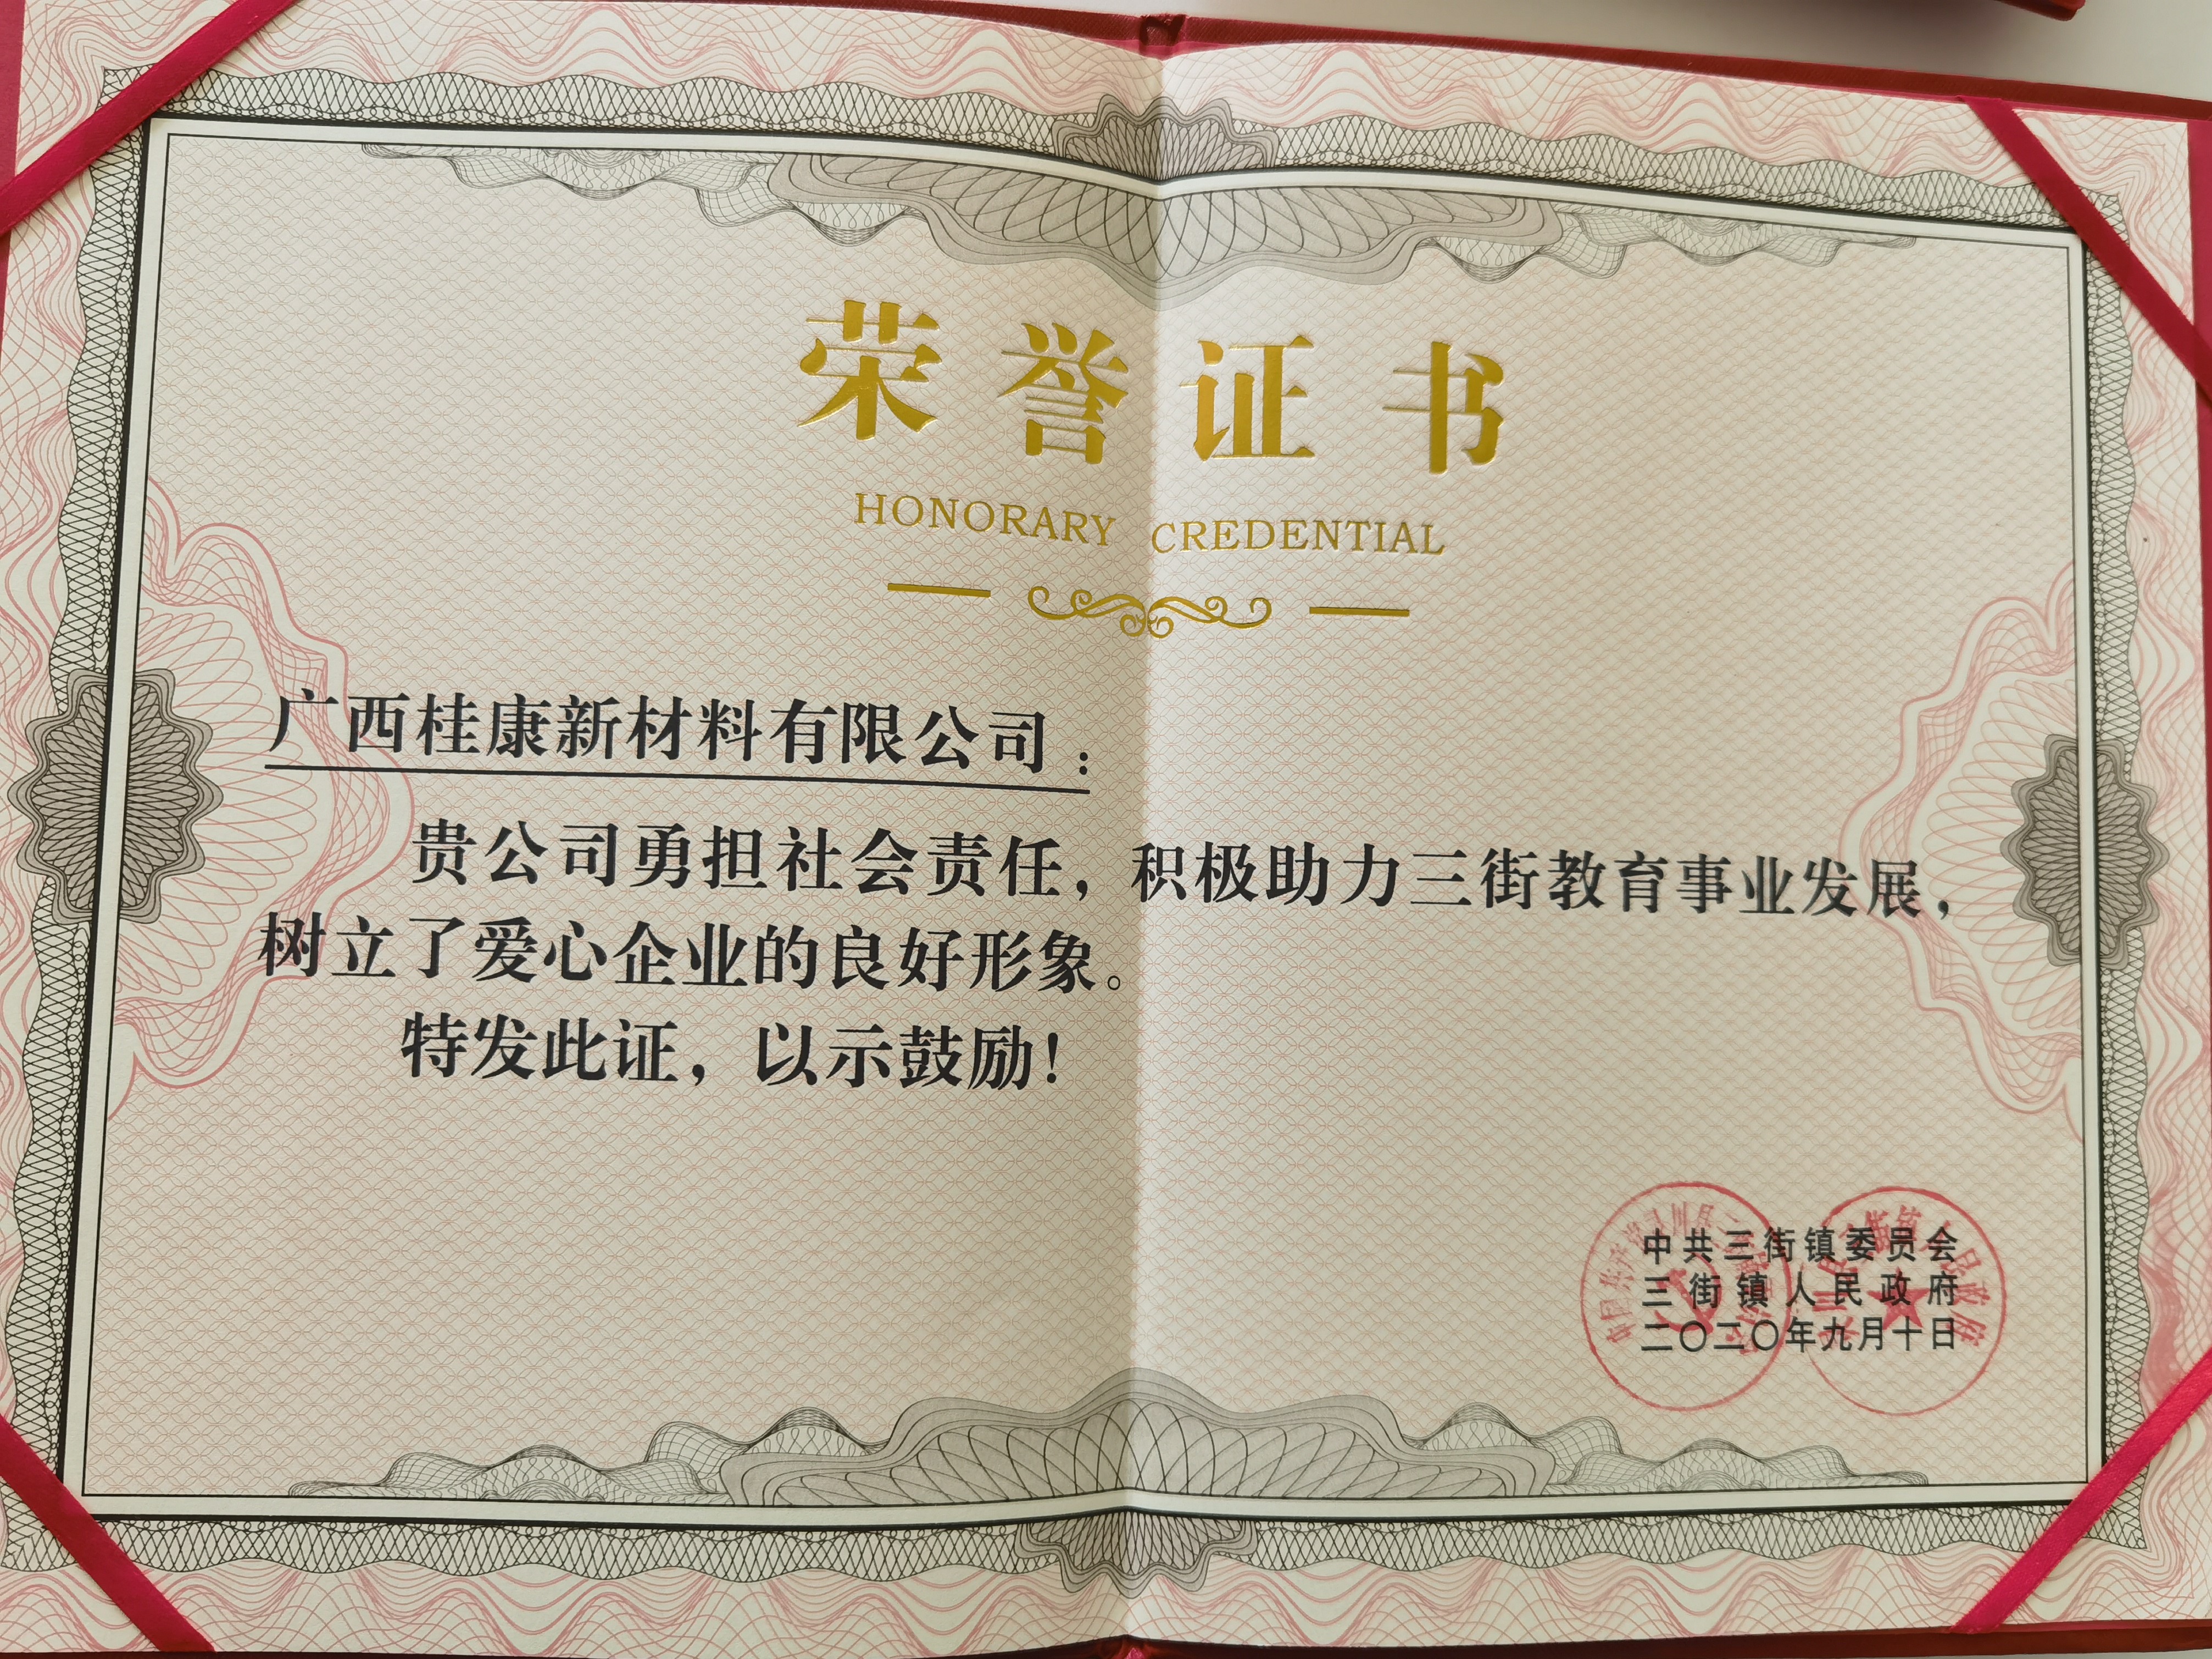 荣誉证书
HONORARY CREDENTIAL
广西桂康新材料有限公司：
贵公司勇担社会责任，积极助力三街教育事业发展，
树立了爱心企业的良好形象。
特发此证，以示鼓励！
中共三街镇委员会
三街镇人民政府
二〇二〇年九月十日